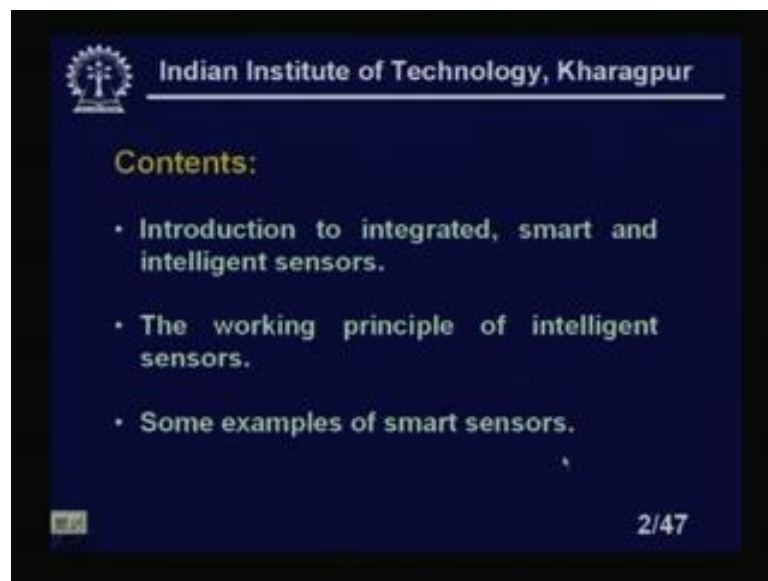 Indian Institute of Technology, Kharagpur
Contents:
• Introduction to integrated, smart and
intelligent sensors.
• The working principle of intelligent
sensors.
• Some examples of smart sensors.
2/47